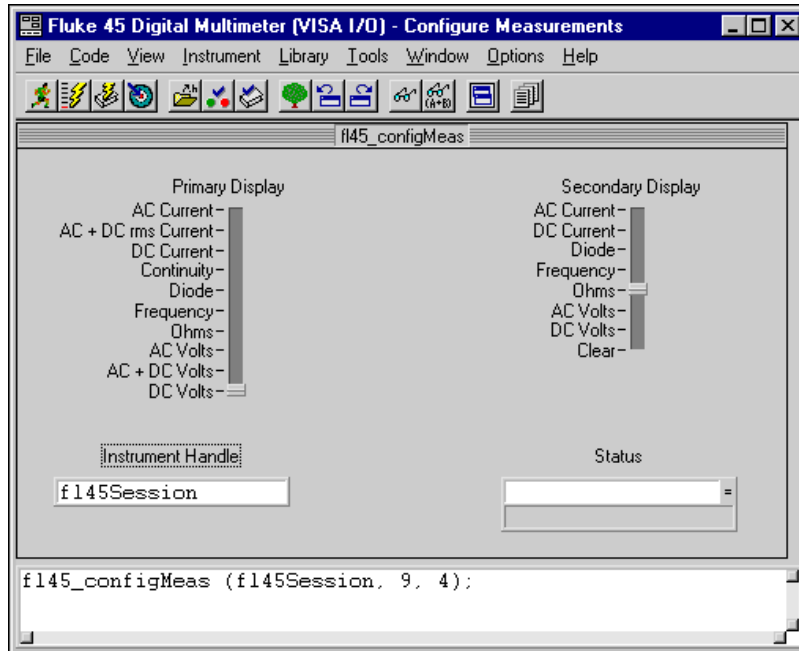 Fluke 45 Digital Multimeter (VISA I/O) - Configure Measurements
File Code View Instrument Library Tools Window Options Help
(A+B)
fl45_configMeas
Primary Display
AC Current
AC + DC rms Current
DC Current
Continuity
Diode
Frequency
Ohms
AC Volts
AC + DC Volts
DC Volts
Secondary Display
AC Current
DC Current
Diode
Frequency
Ohms
AC Volts
DC Volts
Clear
Instrument Handle
fl45Session
Status
=
fl45_configMeas (fl45Session, 9, 4);